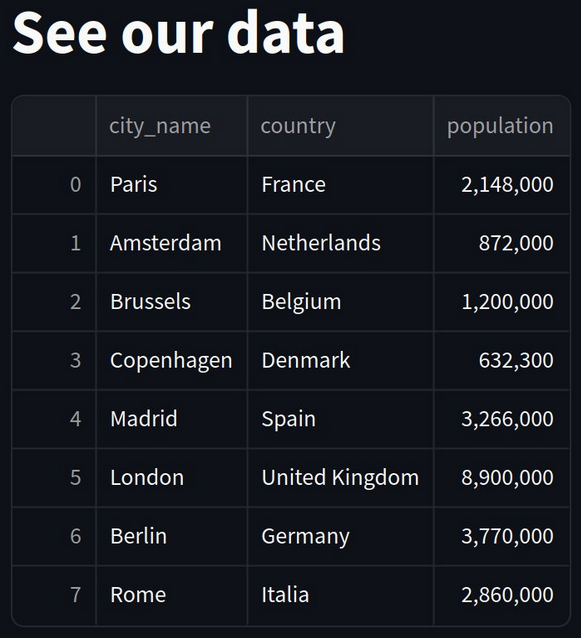 See our data
city_name country population
0 Paris France 2,148,000
1 Amsterdam Netherlands 872,000
2 Brussels Belgium 1,200,000
3 Copenhagen Denmark 632,300
4 Madrid Spain 3,266,000
5 London United Kingdom 8,900,000
6 Berlin Germany 3,770,000
7 Rome Italia 2,860,000